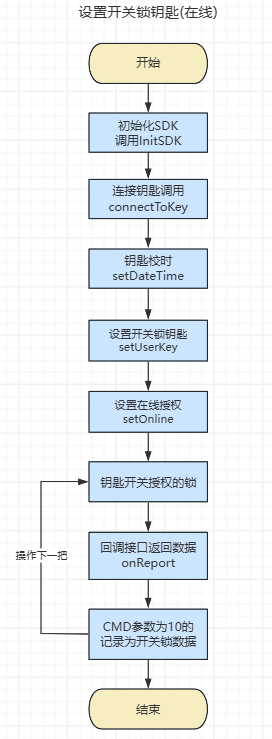 设置开关锁钥匙(在线)
开始
初始化SDK
调用InitSDK
连接钥匙调用
connectToKey
钥匙校时
setDateTime
设置开关锁钥匙
setUserKey
设置在线授权
setOnline
钥匙开关授权的锁
操作下一把
回调接口返回数据
onReport
CMD参数为10的
记录为开关锁数据
结束